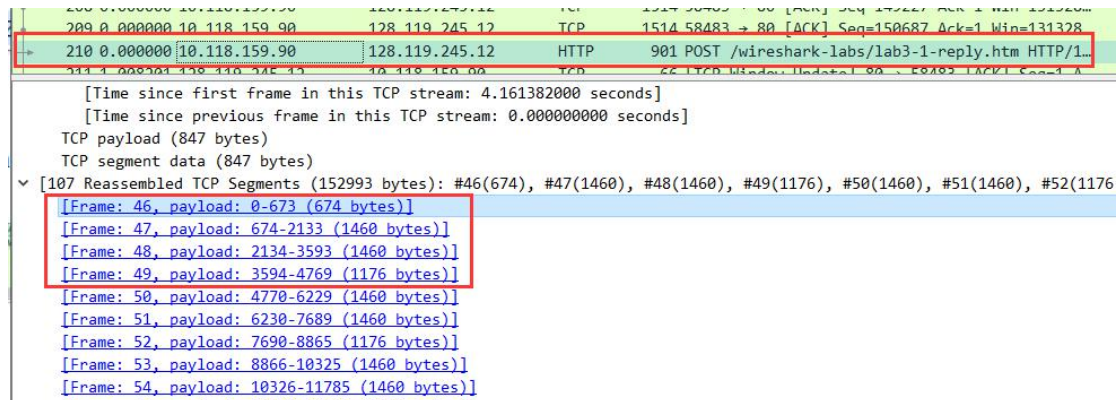 209 0.000000 10.118.159.90 128.119.245.12 TCP 1514 58483 → 80 [ACK] Seq=150687 Ack=1 Win=131328
210 0.000000 10.118.159.90 128.119.245.12 HTTP 901 POST /wireshark-labs/lab3-1-reply.htm HTTP/1…
[Time since first frame in this TCP stream: 4.161382000 seconds]
[Time since previous frame in this TCP stream: 0.000000000 seconds]
TCP payload (847 bytes)
TCP segment data (847 bytes)
[107 Reassembled TCP Segments (152993 bytes): #46(674), #47(1460), #48(1460), #49(1176), #50(1460), #51(1460), #52(1176
[Frame: 46, payload: 0-673 (674 bytes)]
[Frame: 47, payload: 674-2133 (1460 bytes)]
[Frame: 48, payload: 2134-3593 (1460 bytes)]
[Frame: 49, payload: 3594-4769 (1176 bytes)]
[Frame: 50, payload: 4770-6229 (1460 bytes)]
[Frame: 51, payload: 6230-7689 (1460 bytes)]
[Frame: 52, payload: 7690-8865 (1176 bytes)]
[Frame: 53, payload: 8866-10325 (1460 bytes)]
[Frame: 54, payload: 10326-11785 (1460 bytes)]